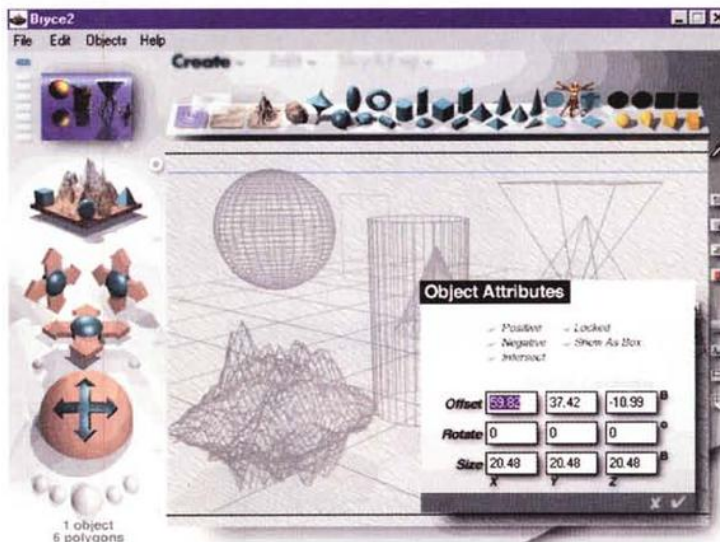 Bryce2
File Edit Objects Help
Create
Object Attributes
Positive Locked
Negative Show As Box
Intersect
Offset 59.82 37.42 -10.99 B
Rotate 0 0 0 °
Size 20.48 20.48 20.48 B
X Y Z
1 object
6 polygons